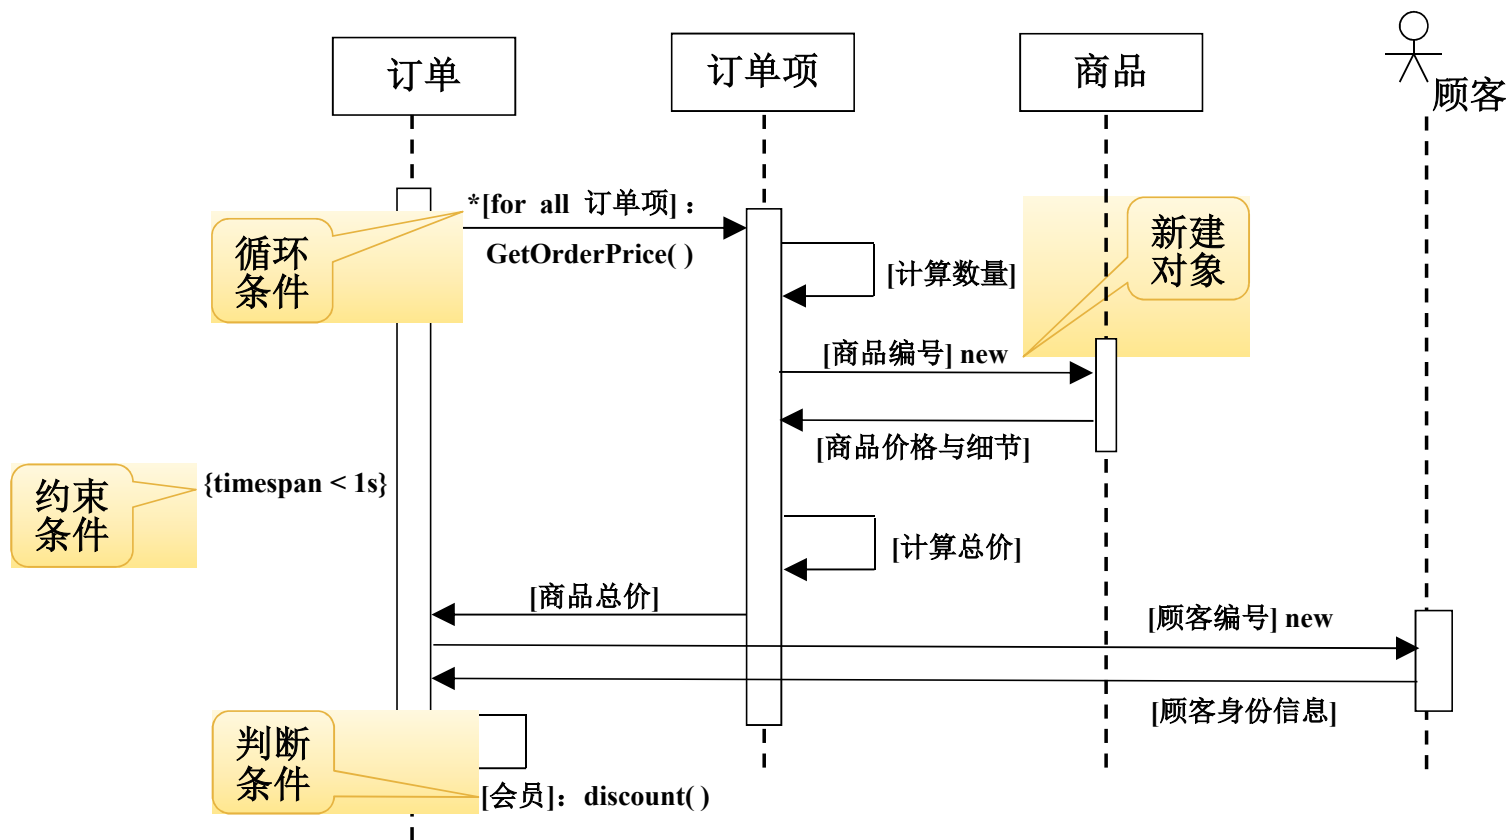 订单
订单项
商品
顾客
*[for all 订单项]：
GetOrderPrice( )
循环
条件
[计算数量]
新建
对象
[商品编号] new
[商品价格与细节]
{timespan < 1s}
约束
条件
[计算总价]
[商品总价]
[顾客编号] new
[顾客身份信息]
判断
条件
[会员]：discount( )